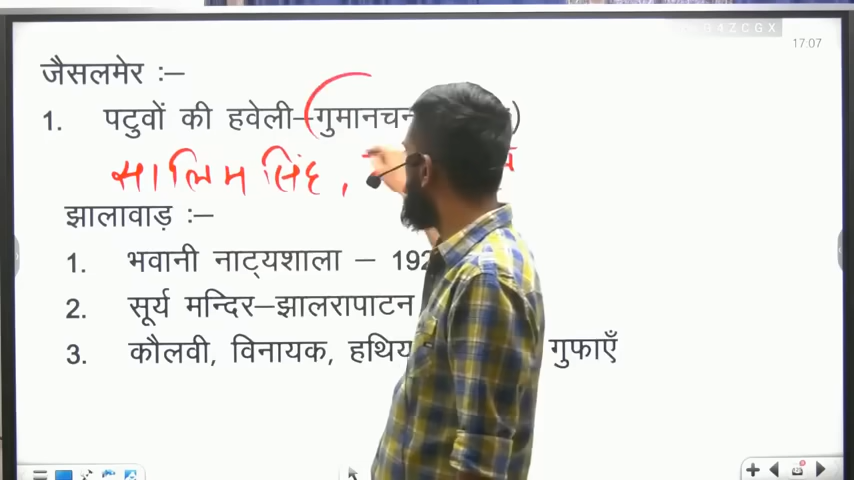 17:07
जैसलमेर :–
1. पटुवों की हवेली–गुमानचन
सालिम सिंह,
झालावाड़ :–
1. भवानी नाट्यशाला – 192
2. सूर्य मन्दिर–झालरापाटन
3. कौलवी, विनायक, हथिय गुफाएँ